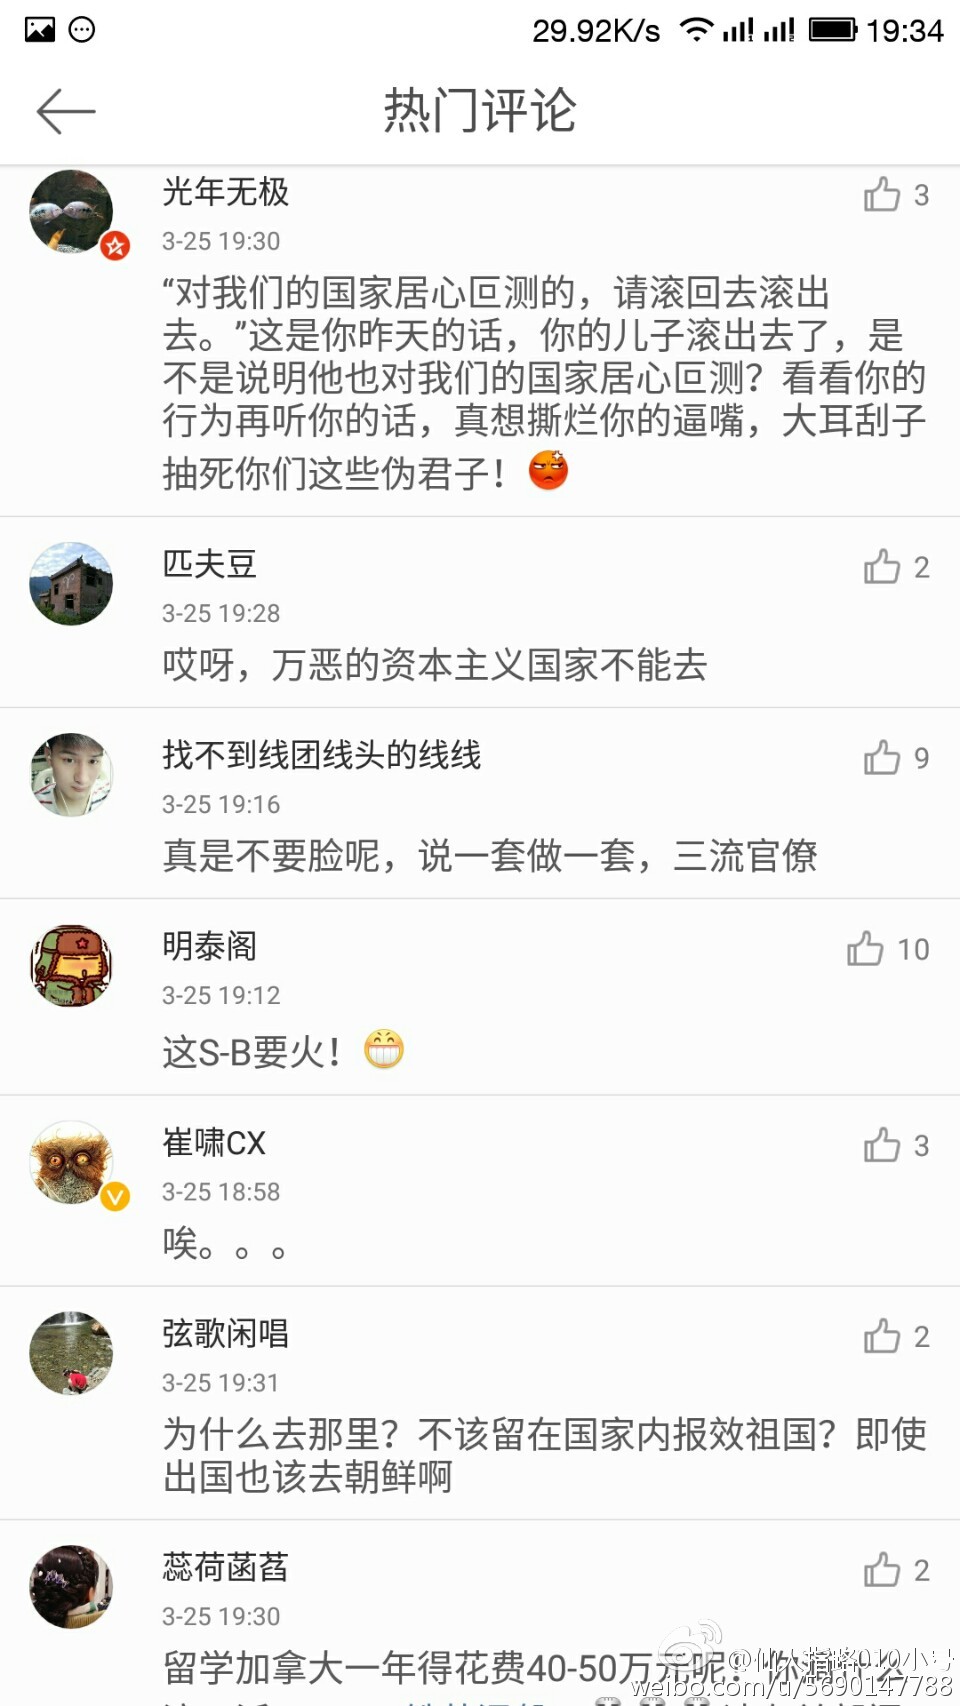 29.92K/s 19:34
热门评论
光年无极 3
3-25 19:30
“对我们的国家居心叵测的，请滚回去滚出
去。”这是你昨天的话，你的儿子滚出去了，是
不是说明他也对我们的国家居心叵测？看看你的
行为再听你的话，真想撕烂你的逼嘴，大耳刮子
抽死你们这些伪君子！
匹夫豆 2
3-25 19:28
哎呀，万恶的资本主义国家不能去
找不到线团线头的线线 9
3-25 19:16
真是不要脸呢，说一套做一套，三流官僚
明泰阁 10
3-25 19:12
这S-B要火！
崔啸CX 3
3-25 18:58
唉。。。
弦歌闲唱 2
3-25 19:31
为什么去那里？不该留在国家内报效祖国？即使
出国也该去朝鲜啊
蕊荷菡萏 2
3-25 19:30
留学加拿大一年得花费40-50万
@仙人指路010小号
weibo.com/u/5690147788